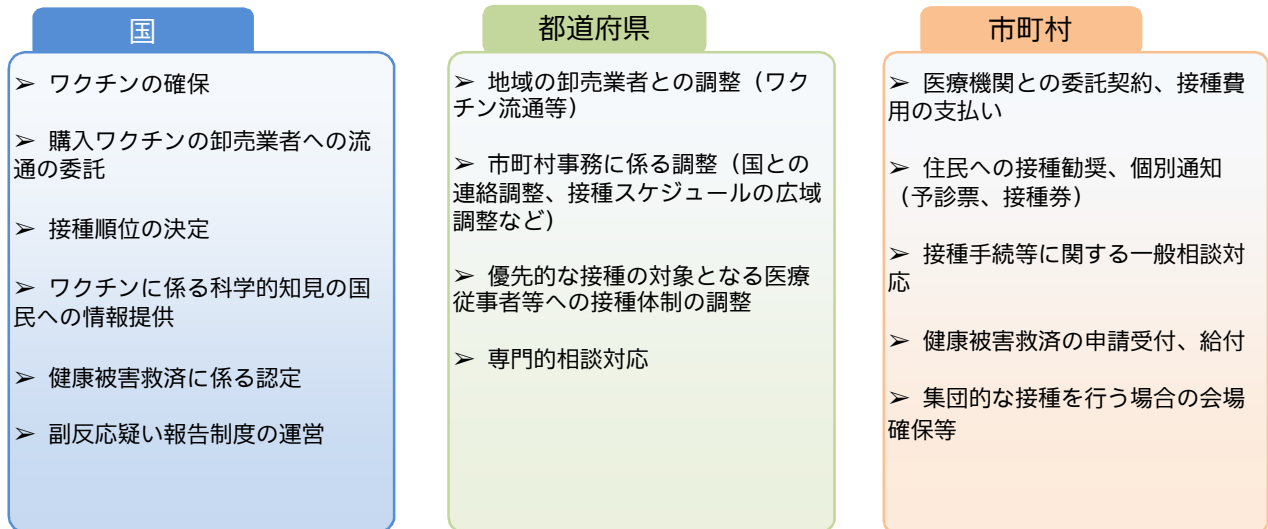 国
➢ ワクチンの確保
➢ 購入ワクチンの卸売業者への流
通の委託
➢ 接種順位の決定
➢ ワクチンに係る科学的知見の国
民への情報提供
➢ 健康被害救済に係る認定
➢ 副反応疑い報告制度の運営
都道府県
➢ 地域の卸売業者との調整（ワク
チン流通等）
➢ 市町村事務に係る調整（国との
連絡調整、接種スケジュールの広域
調整など）
➢ 優先的な接種の対象となる医療
従事者等への接種体制の調整
➢ 専門的相談対応
市町村
➢ 医療機関との委託契約、接種費
用の支払い
➢ 住民への接種勧奨、個別通知
（予診票、接種券）
➢ 接種手続等に関する一般相談対
応
➢ 健康被害救済の申請受付、給付
➢ 集団的な接種を行う場合の会場
確保等